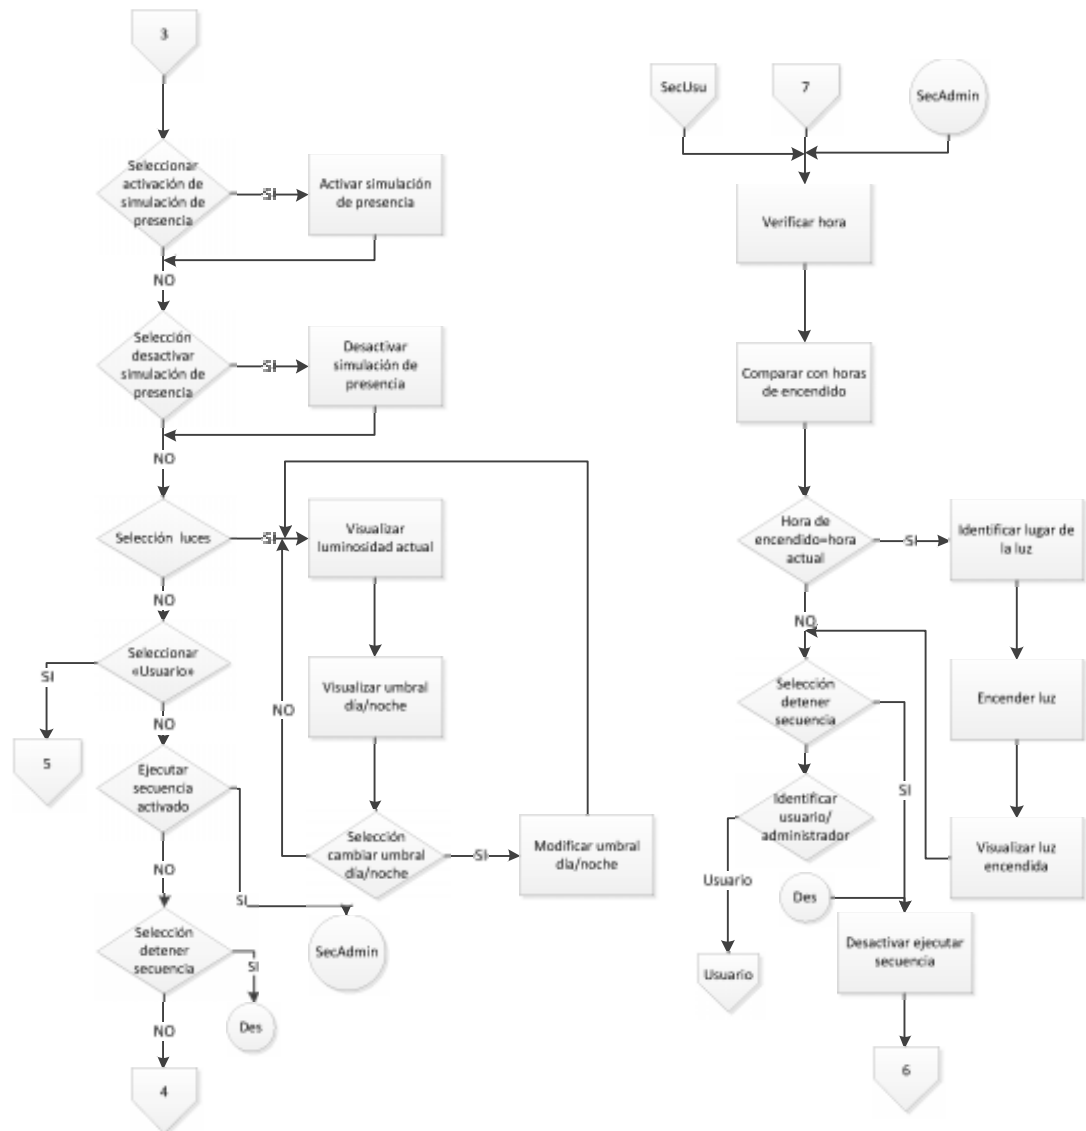 3
Seleccionar
activación de
simulación de
presencia
SI
Activar simulación
de presencia
NO
Selección
desactivar
simulación de
presencia
SI
Desactivar
simulación de
presencia
NO
Selección luces
SI
Visualizar
luminosidad actual
NO
Seleccionar
«Usuario»
SI
5
NO
Visualizar umbral
día/noche
NO
Ejecutar
secuencia
activado
SI
Selección
cambiar umbral
día/noche
SI
Modificar umbral
día/noche
NO
SecAdmin
Selección
detener
secuencia
SI
Des
NO
4
SecUsu
7
SecAdmin
Verificar hora
Comparar con horas
de encendido
Hora de
encendido=hora
actual
SI
Identificar lugar de
la luz
NO
Encender luz
Selección
detener
secuencia
SI
Visualizar luz
encendida
Identificar
usuario/
administrador
Usuario
Usuario
Des
Desactivar ejecutar
secuencia
6